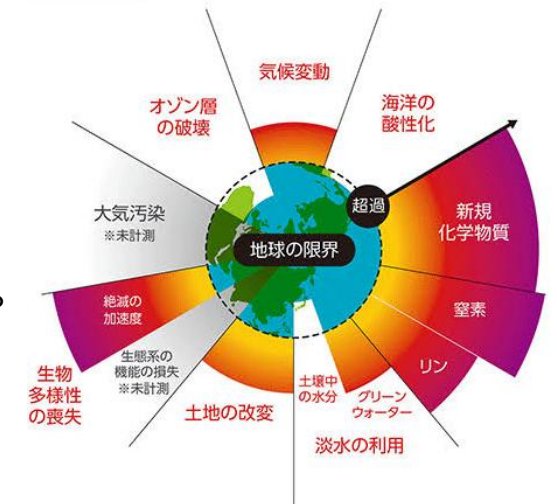 気候変動
オゾン層
の破壊
海洋の
酸性化
大気汚染
※未計測
超過
新規
化学物質
地球の限界
絶滅の
加速度
窒素
生態系の
機能の損失
※未計測
リン
生物
多様性
の喪失
土地の改変
土壌中
の水分
グリーン
ウォーター
淡水の利用